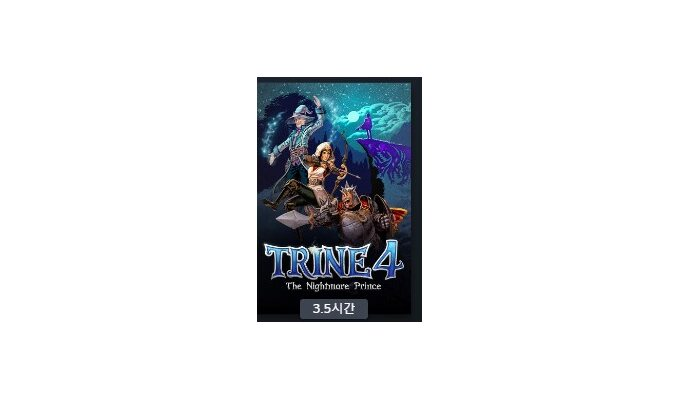 TRINE 4
The Nightmare Prince
3.5시간